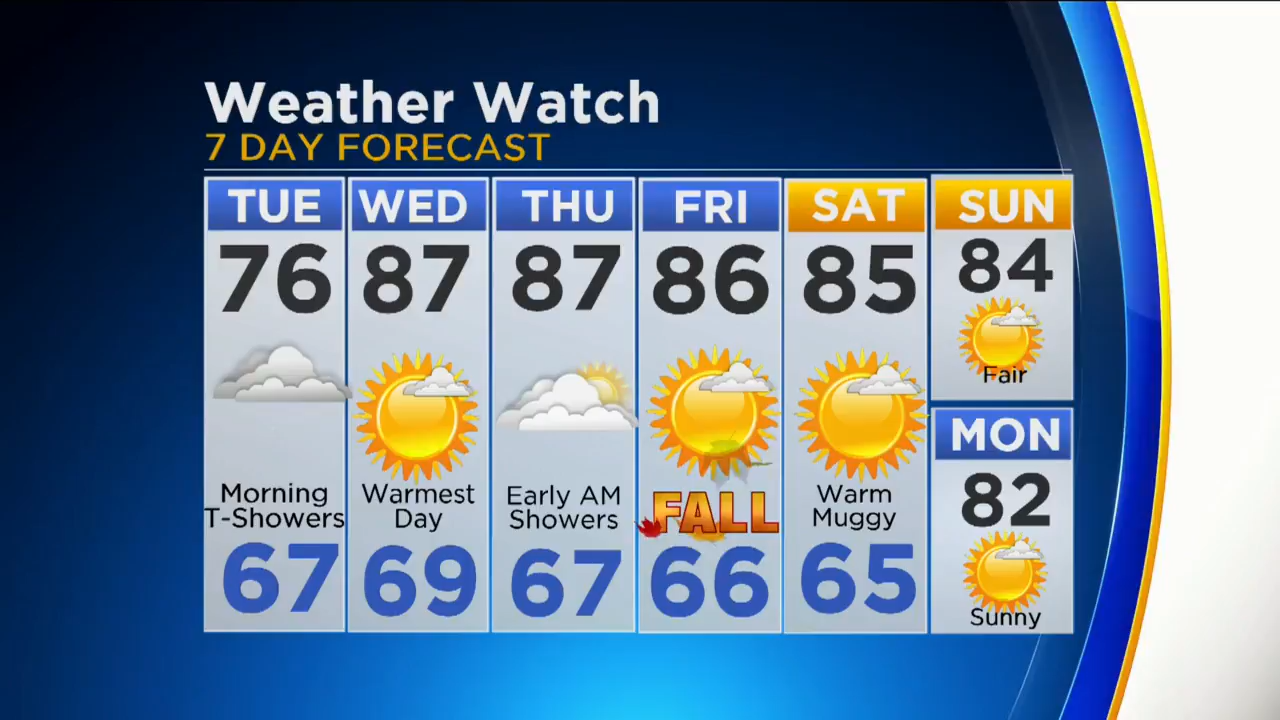 Weather Watch
7 DAY FORECAST
TUE
76
Morning
T-Showers
67
WED
87
Warmest
Day
69
THU
87
Early AM
Showers
67
FRI
86
FALL
66
SAT
85
Warm
Muggy
65
SUN
84
Fair
MON
82
Sunny